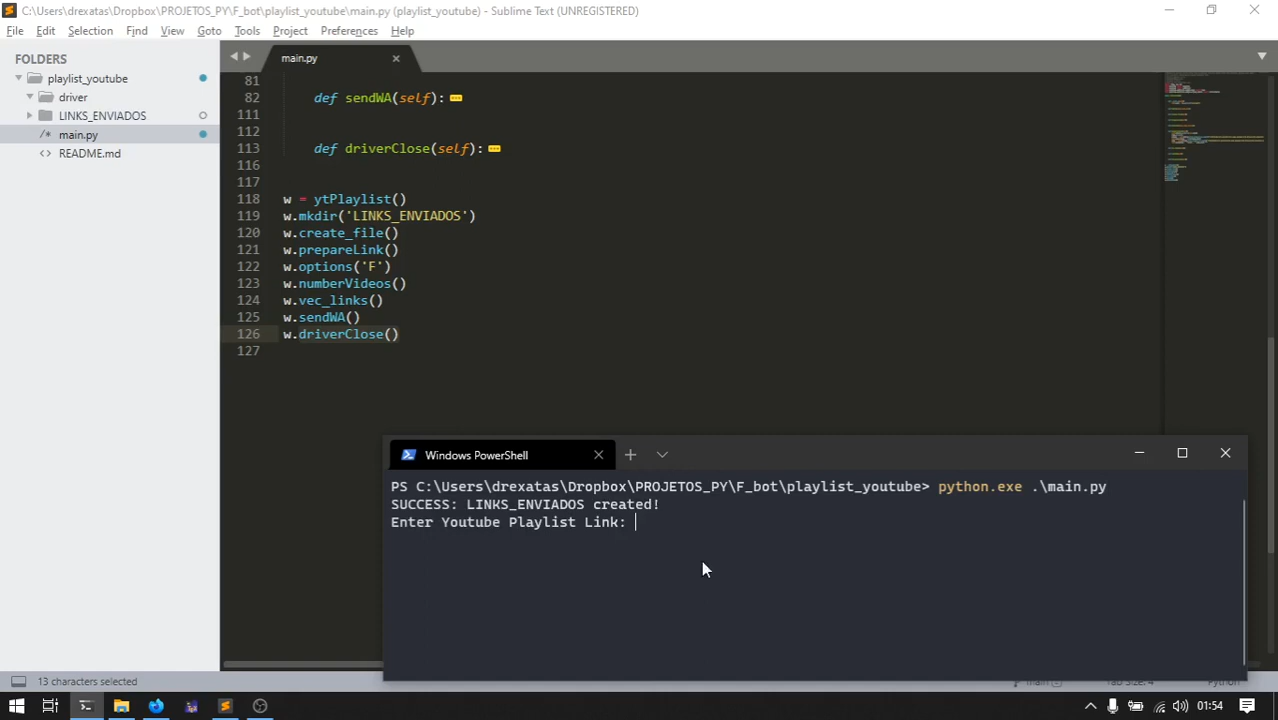 C:\Users\drexatas\Dropbox\PROJETOS_PY\F_bot\playlist_youtube\main.py (playlist_youtube) - Sublime Text (UNREGISTERED)
File Edit Selection Find View Goto Tools Project Preferences Help
FOLDERS
playlist_youtube
driver
LINKS_ENVIADOS
/* main.py
<> README.md
main.py
81
82 def sendWA(self):
111
112
113 def driverClose(self):
116
117
118 w = ytPlaylist()
119 w.mkdir('LINKS_ENVIADOS')
120 w.create_file()
121 w.prepareLink()
122 w.options('F')
123 w.numberVideos()
124 w.vec_links()
125 w.sendWA()
126 w.driverClose()
127
Windows PowerShell
PS C:\Users\drexatas\Dropbox\PROJETOS_PY\F_bot\playlist_youtube> python.exe .\main.py
SUCCESS: LINKS_ENVIADOS created!
Enter Youtube Playlist Link:
13 characters selected
01:54